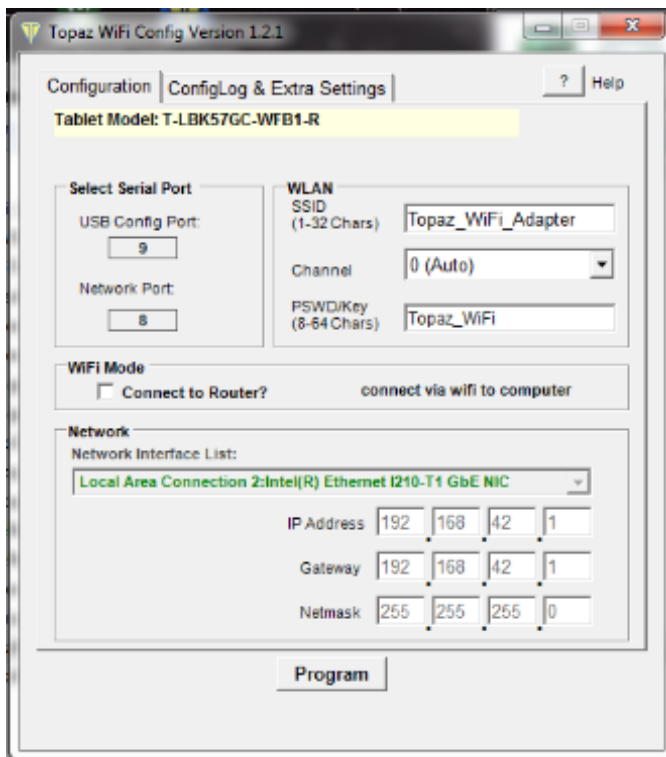 Topaz WiFi Config Version 1.2.1
Configuration ConfigLog & Extra Settings ? Help
Tablet Model: T-LBK57GC-WFB1-R
Select Serial Port
USB Config Port:
9
Network Port:
8
WLAN
SSID
(1-32 Chars) Topaz_WiFi_Adapter
Channel 0 (Auto)
PSWD/Key
(8-64 Chars) Topaz_WiFi
WiFi Mode
Connect to Router? connect via wifi to computer
Network
Network Interface List:
Local Area Connection 2:Intel(R) Ethernet I210-T1 GbE NIC
IP Address 192 . 168 . 42 . 1
Gateway 192 . 168 . 42 . 1
Netmask 255 . 255 . 255 . 0
Program